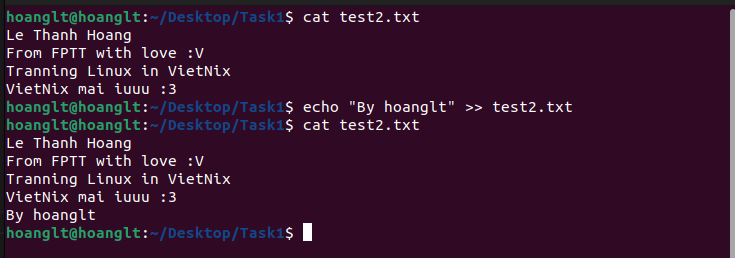 hoanglt@hoanglt:~/Desktop/Task1$ cat test2.txt
Le Thanh Hoang
From FPTT with love :V
Tranning Linux in VietNix
VietNix mai iuuu :3
hoanglt@hoanglt:~/Desktop/Task1$ echo "By hoanglt" >> test2.txt
hoanglt@hoanglt:~/Desktop/Task1$ cat test2.txt
Le Thanh Hoang
From FPTT with love :V
Tranning Linux in VietNix
VietNix mai iuuu :3
By hoanglt
hoanglt@hoanglt:~/Desktop/Task1$